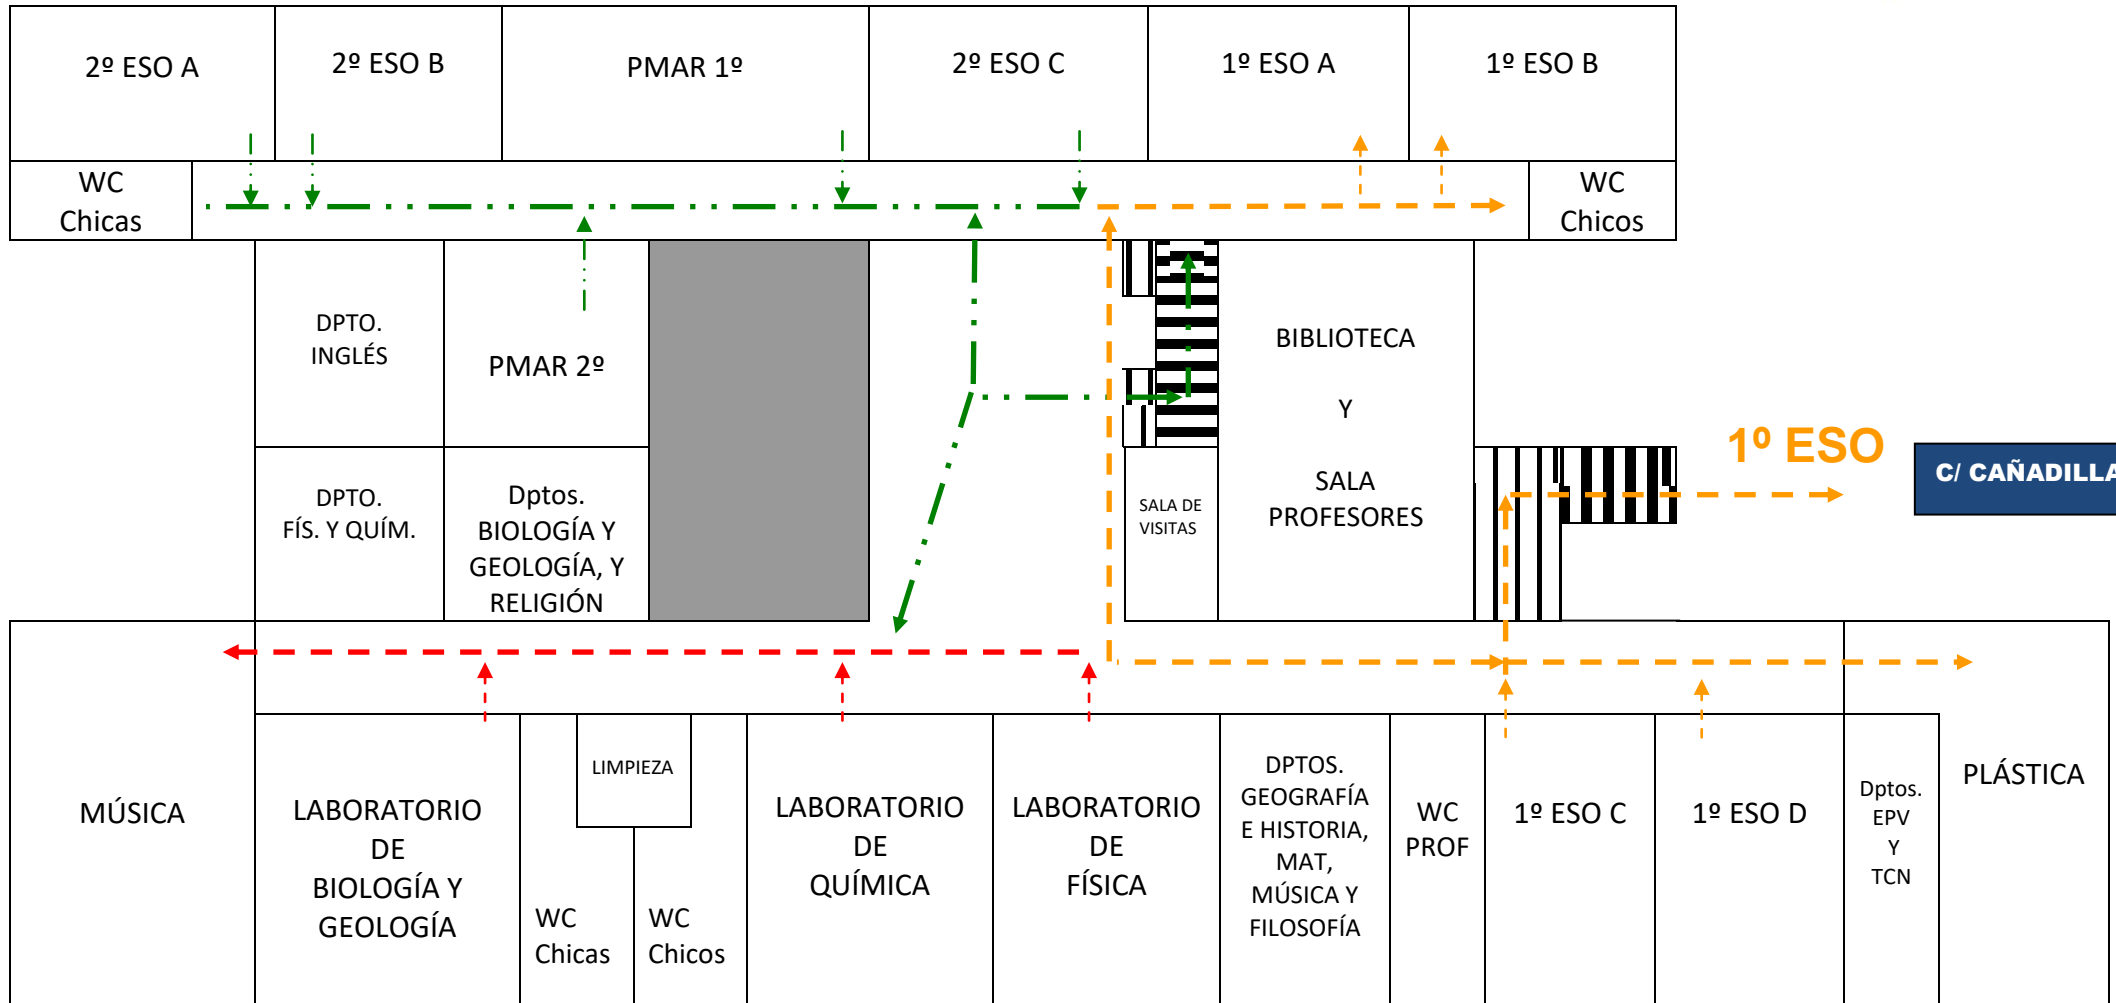 2º ESO A
2º ESO B
PMAR 1º
2º ESO C
1º ESO A
1º ESO B
WC
Chicas
WC
Chicos
DPTO.
INGLÉS
PMAR 2º
BIBLIOTECA
Y
SALA
PROFESORES
1º ESO
C/ CAÑADILLA
DPTO.
FÍS. Y QUÍM.
Dptos.
BIOLOGÍA Y
GEOLOGÍA, Y
RELIGIÓN
SALA DE
VISITAS
MÚSICA
LABORATORIO
DE
BIOLOGÍA Y
GEOLOGÍA
LIMPIEZA
WC
Chicas
WC
Chicos
LABORATORIO
DE
QUÍMICA
LABORATORIO
DE
FÍSICA
DPTOS.
GEOGRAFÍA
E HISTORIA,
MAT,
MÚSICA Y
FILOSOFÍA
WC
PROF
1º ESO C
1º ESO D
Dptos.
EPV
Y
TCN
PLÁSTICA